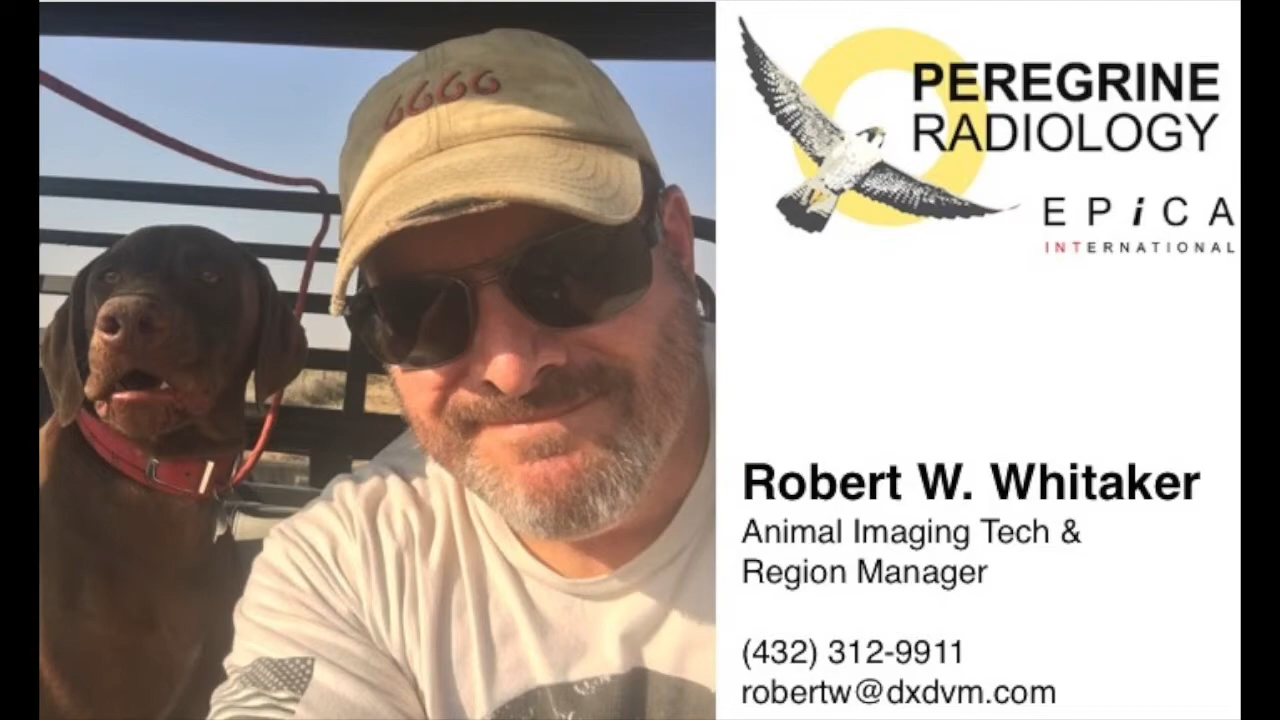 6666
PEREGRINE
RADIOLOGY
EPiCA
INTERNATIONAL
Robert W. Whitaker
Animal Imaging Tech &
Region Manager
(432) 312-9911
robertw@dxdvm.com